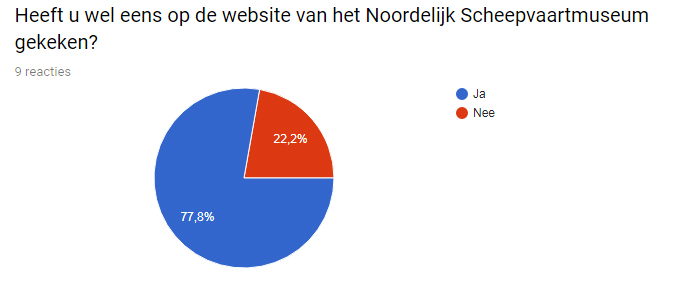 Heeft u wel eens op de website van het Noordelijk Scheepvaartmuseum
gekeken?
9 reacties
Ja
Nee
22,2%
77,8%